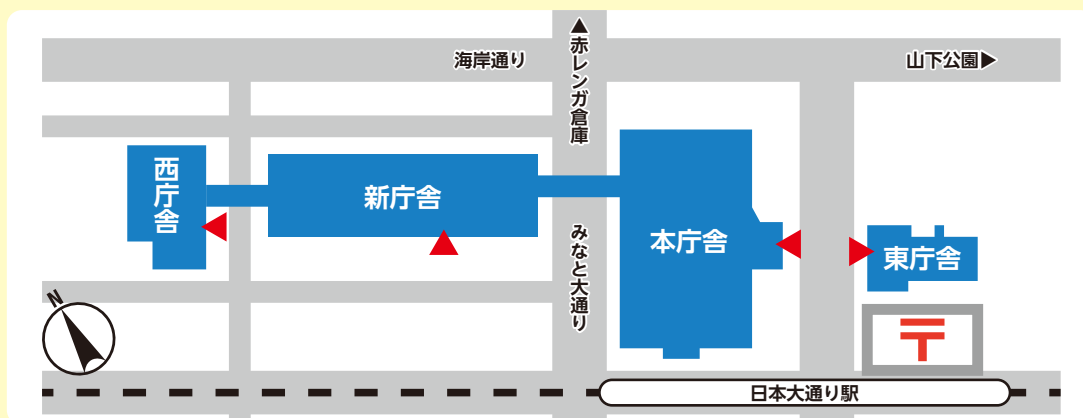 ▲赤レンガ倉庫
海岸通り
山下公園▶
西庁舎
新庁舎
本庁舎
みなと大通り
東庁舎
N
〒
日本大通り駅